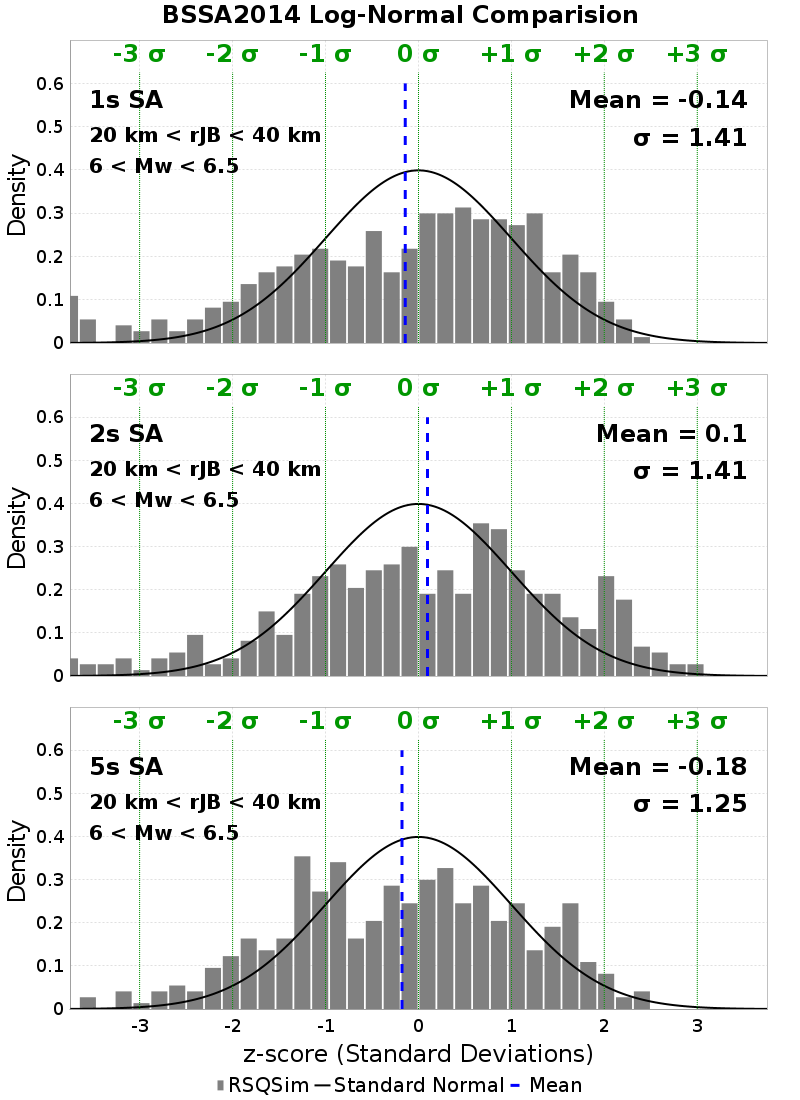 BSSA2014 Log-Normal Comparision
-3 σ -2 σ -1 σ 0 σ +1 σ +2 σ +3 σ
0.6
1s SA Mean = -0.14
0.5
20 km < rJB < 40 km σ = 1.41
6 < Mw < 6.5
0.4
Density
0.3
0.2
0.1
0
-3 σ -2 σ -1 σ 0 σ +1 σ +2 σ +3 σ
0.6
2s SA Mean = 0.1
0.5
20 km < rJB < 40 km σ = 1.41
6 < Mw < 6.5
0.4
Density
0.3
0.2
0.1
0
-3 σ -2 σ -1 σ 0 σ +1 σ +2 σ +3 σ
0.6
5s SA Mean = -0.18
0.5
20 km < rJB < 40 km σ = 1.25
6 < Mw < 6.5
0.4
Density
0.3
0.2
0.1
0
-3 -2 -1 0 1 2 3
z-score (Standard Deviations)
RSQSim Standard Normal Mean